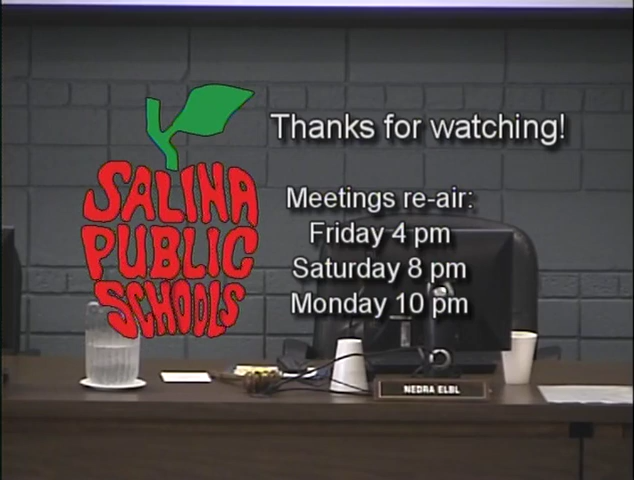 SALINA
PUBLIC
SCHOOLS
Thanks for watching!
Meetings re-air:
Friday 4 pm
Saturday 8 pm
Monday 10 pm
NEDRA ELBL